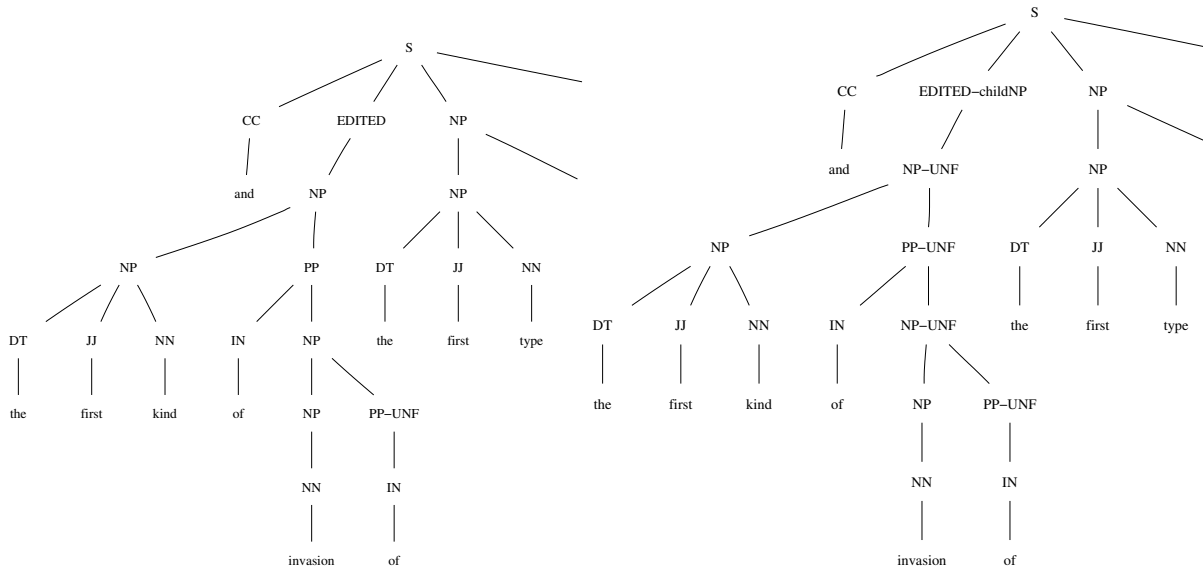 S
CC EDITED NP
and NP NP
NP PP DT JJ NN
DT JJ NN IN NP the first type
the first kind of NP PP−UNF
NN IN
invasion of
S
CC EDITED−childNP NP
and NP−UNF NP
NP PP−UNF DT JJ NN
DT JJ NN IN NP−UNF the first type
the first kind of NP PP−UNF
NN IN
invasion of